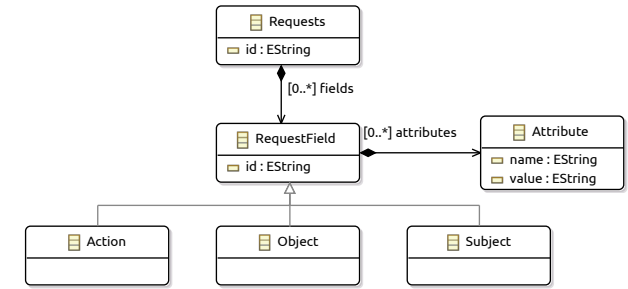 Requests
id : EString
[0..*] fields
RequestField
id : EString
[0..*] attributes
Attribute
name : EString
value : EString
Action
Object
Subject